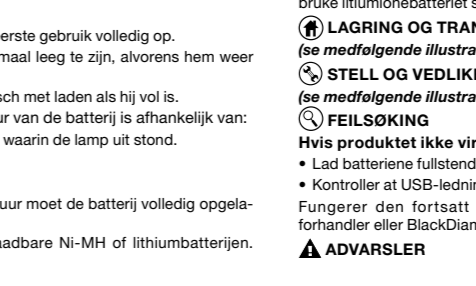 erste gebruik volledig op.
maal leeg te zijn, alvorens hem weer
sch met laden als hij vol is.
ur van de batterij is afhankelijk van:
waarin de lamp uit stond.
uur moet de batterij volledig opgela-
aadbare Ni-MH of lithiumbatterijen.
bruke litiumionebatteriet s
LAGRING OG TRAN
(se medfølgende illustra
STELL OG VEDLIKE
(se medfølgende illustra
FEILSØKING
Hvis produktet ikke vir
• Lad batteriene fullstend
• Kontroller at USB-lednin
Fungerer den fortsatt
forhandler eller BlackDian
ADVARSLER